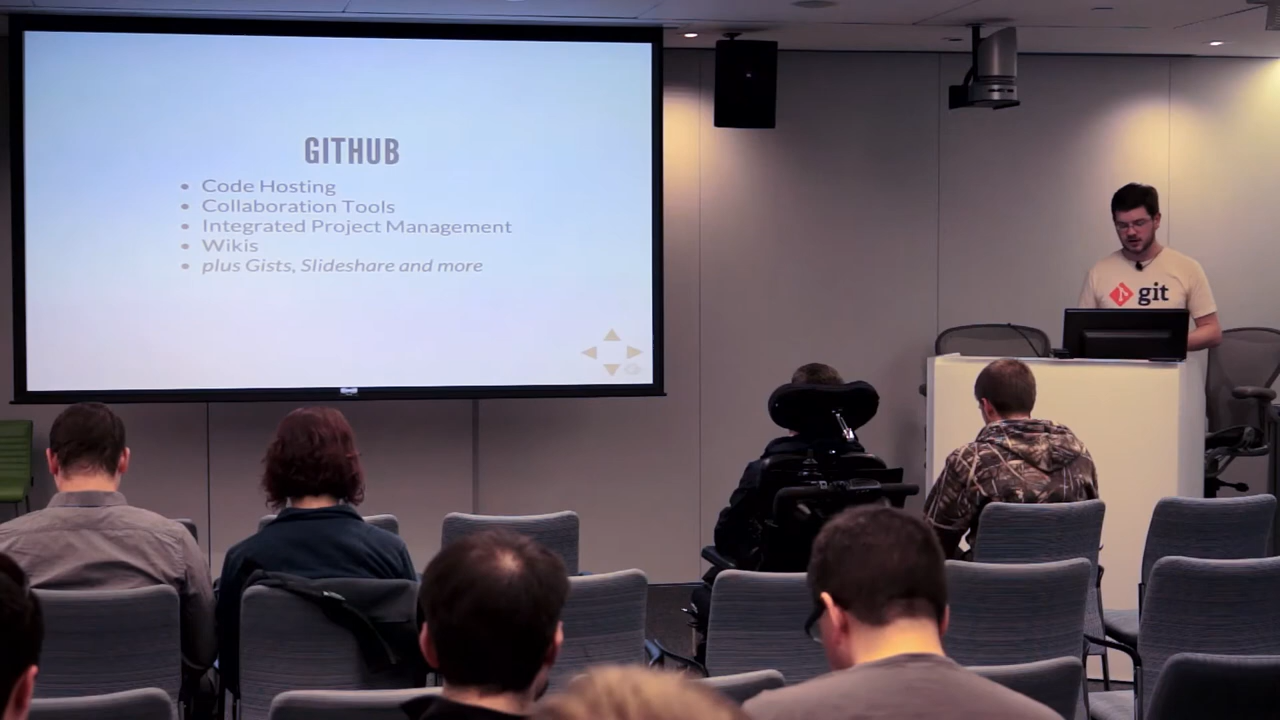 GITHUB
Code Hosting
Collaboration Tools
Integrated Project Management
Wikis
plus Gists, Slideshare and more
git